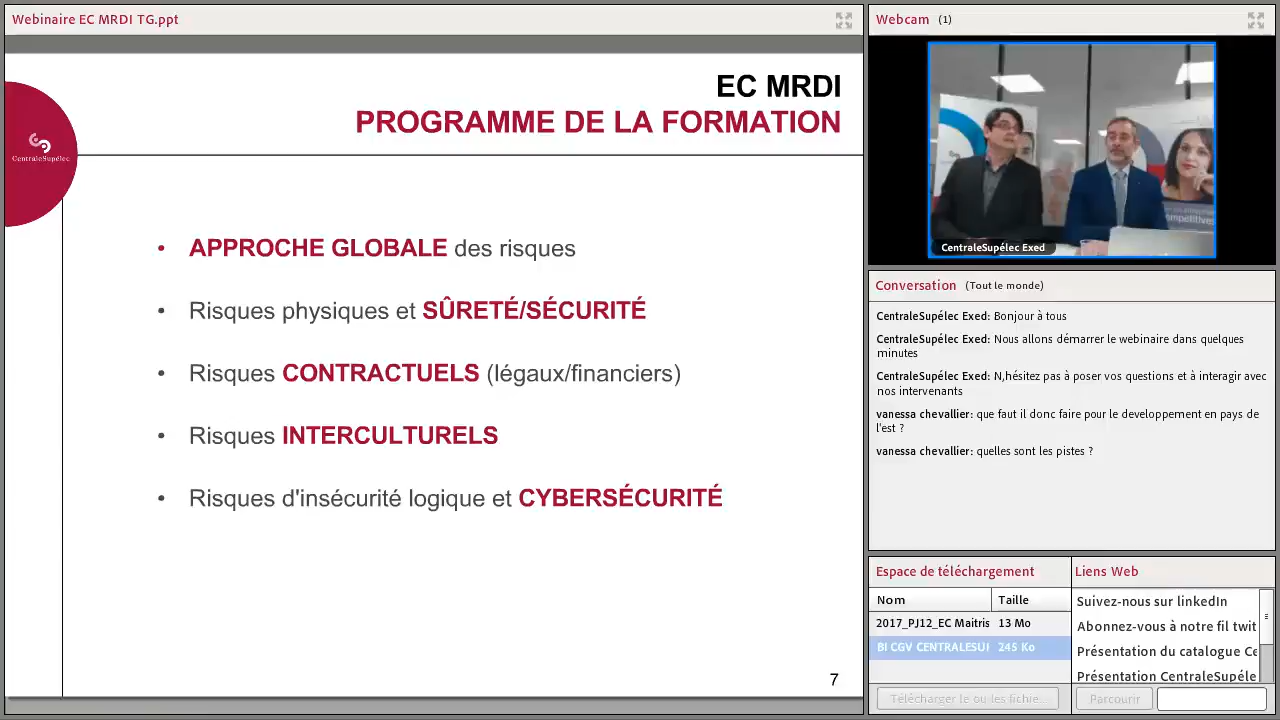 Webinaire EC MRDI TG.ppt
EC MRDI
PROGRAMME DE LA FORMATION
CentraleSupélec
• APPROCHE GLOBALE des risques
• Risques physiques et SÛRETÉ/SÉCURITÉ
• Risques CONTRACTUELS (légaux/financiers)
• Risques INTERCULTURELS
• Risques d'insécurité logique et CYBERSÉCURITÉ
7
Webcam (1)
CentraleSupélec Exed
Conversation (Tout le monde)
CentraleSupélec Exed: Bonjour à tous
CentraleSupélec Exed: Nous allons démarrer le webinaire dans quelques
minutes
CentraleSupélec Exed: N,hésitez pas à poser vos questions et à interagir avec
nos intervenants
vanessa chevallier: que faut il donc faire pour le developpement en pays de
l'est ?
vanessa chevallier: quelles sont les pistes ?
Espace de téléchargement
Nom Taille
2017_PJ12_EC Maitris 13 Mo
BI CGV CENTRALESUI 245 Ko
Télécharger le ou les fichie...
Liens Web
Suivez-nous sur linkedIn
Abonnez-vous à notre fil twit
Présentation du catalogue Ce
Présentation CentraleSupéle
Parcourir